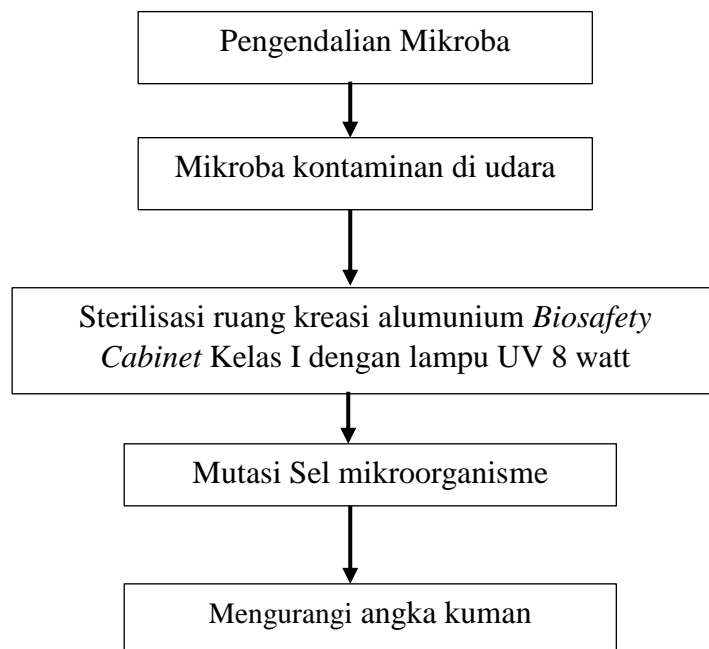 Pengendalian Mikroba
Mikroba kontaminan di udara
Sterilisasi ruang kreasi alumunium Biosafety
Cabinet Kelas I dengan lampu UV 8 watt
Mutasi Sel mikroorganisme
Mengurangi angka kuman